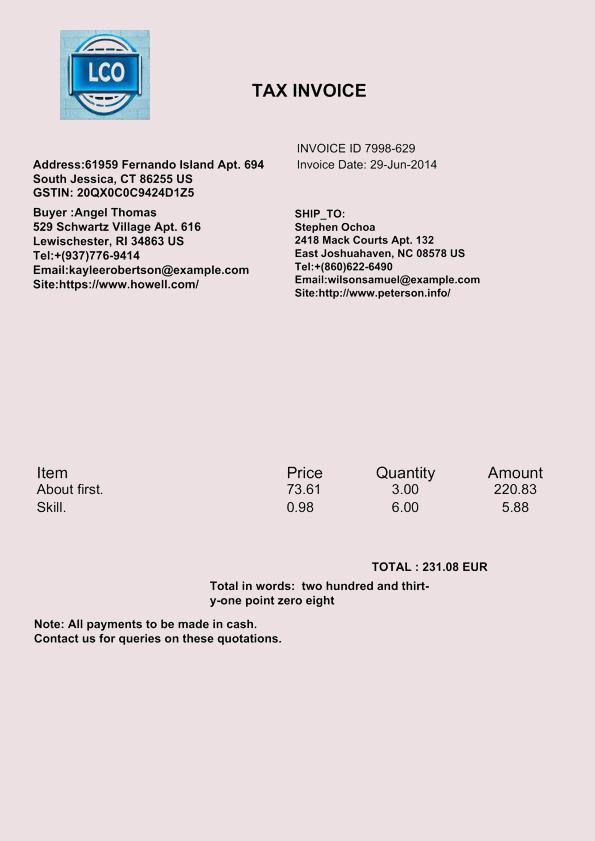 LCO
TAX INVOICE
INVOICE ID 7998-629
Invoice Date: 29-Jun-2014
Address:61959 Fernando Island Apt. 694
South Jessica, CT 86255 US
GSTIN: 20QX0C0C9424D1Z5
Buyer :Angel Thomas
529 Schwartz Village Apt. 616
Lewischester, RI 34863 US
Tel:+(937)776-9414
Email:kayleerobertson@example.com
Site:https://www.howell.com/
SHIP_TO:
Stephen Ochoa
2418 Mack Courts Apt. 132
East Joshuahaven, NC 08578 US
Tel:+(860)622-6490
Email:wilsonsamuel@example.com
Site:http://www.peterson.info/
Item Price Quantity Amount
About first. 73.61 3.00 220.83
Skill. 0.98 6.00 5.88
TOTAL : 231.08 EUR
Total in words: two hundred and thirt-
y-one point zero eight
Note: All payments to be made in cash.
Contact us for queries on these quotations.